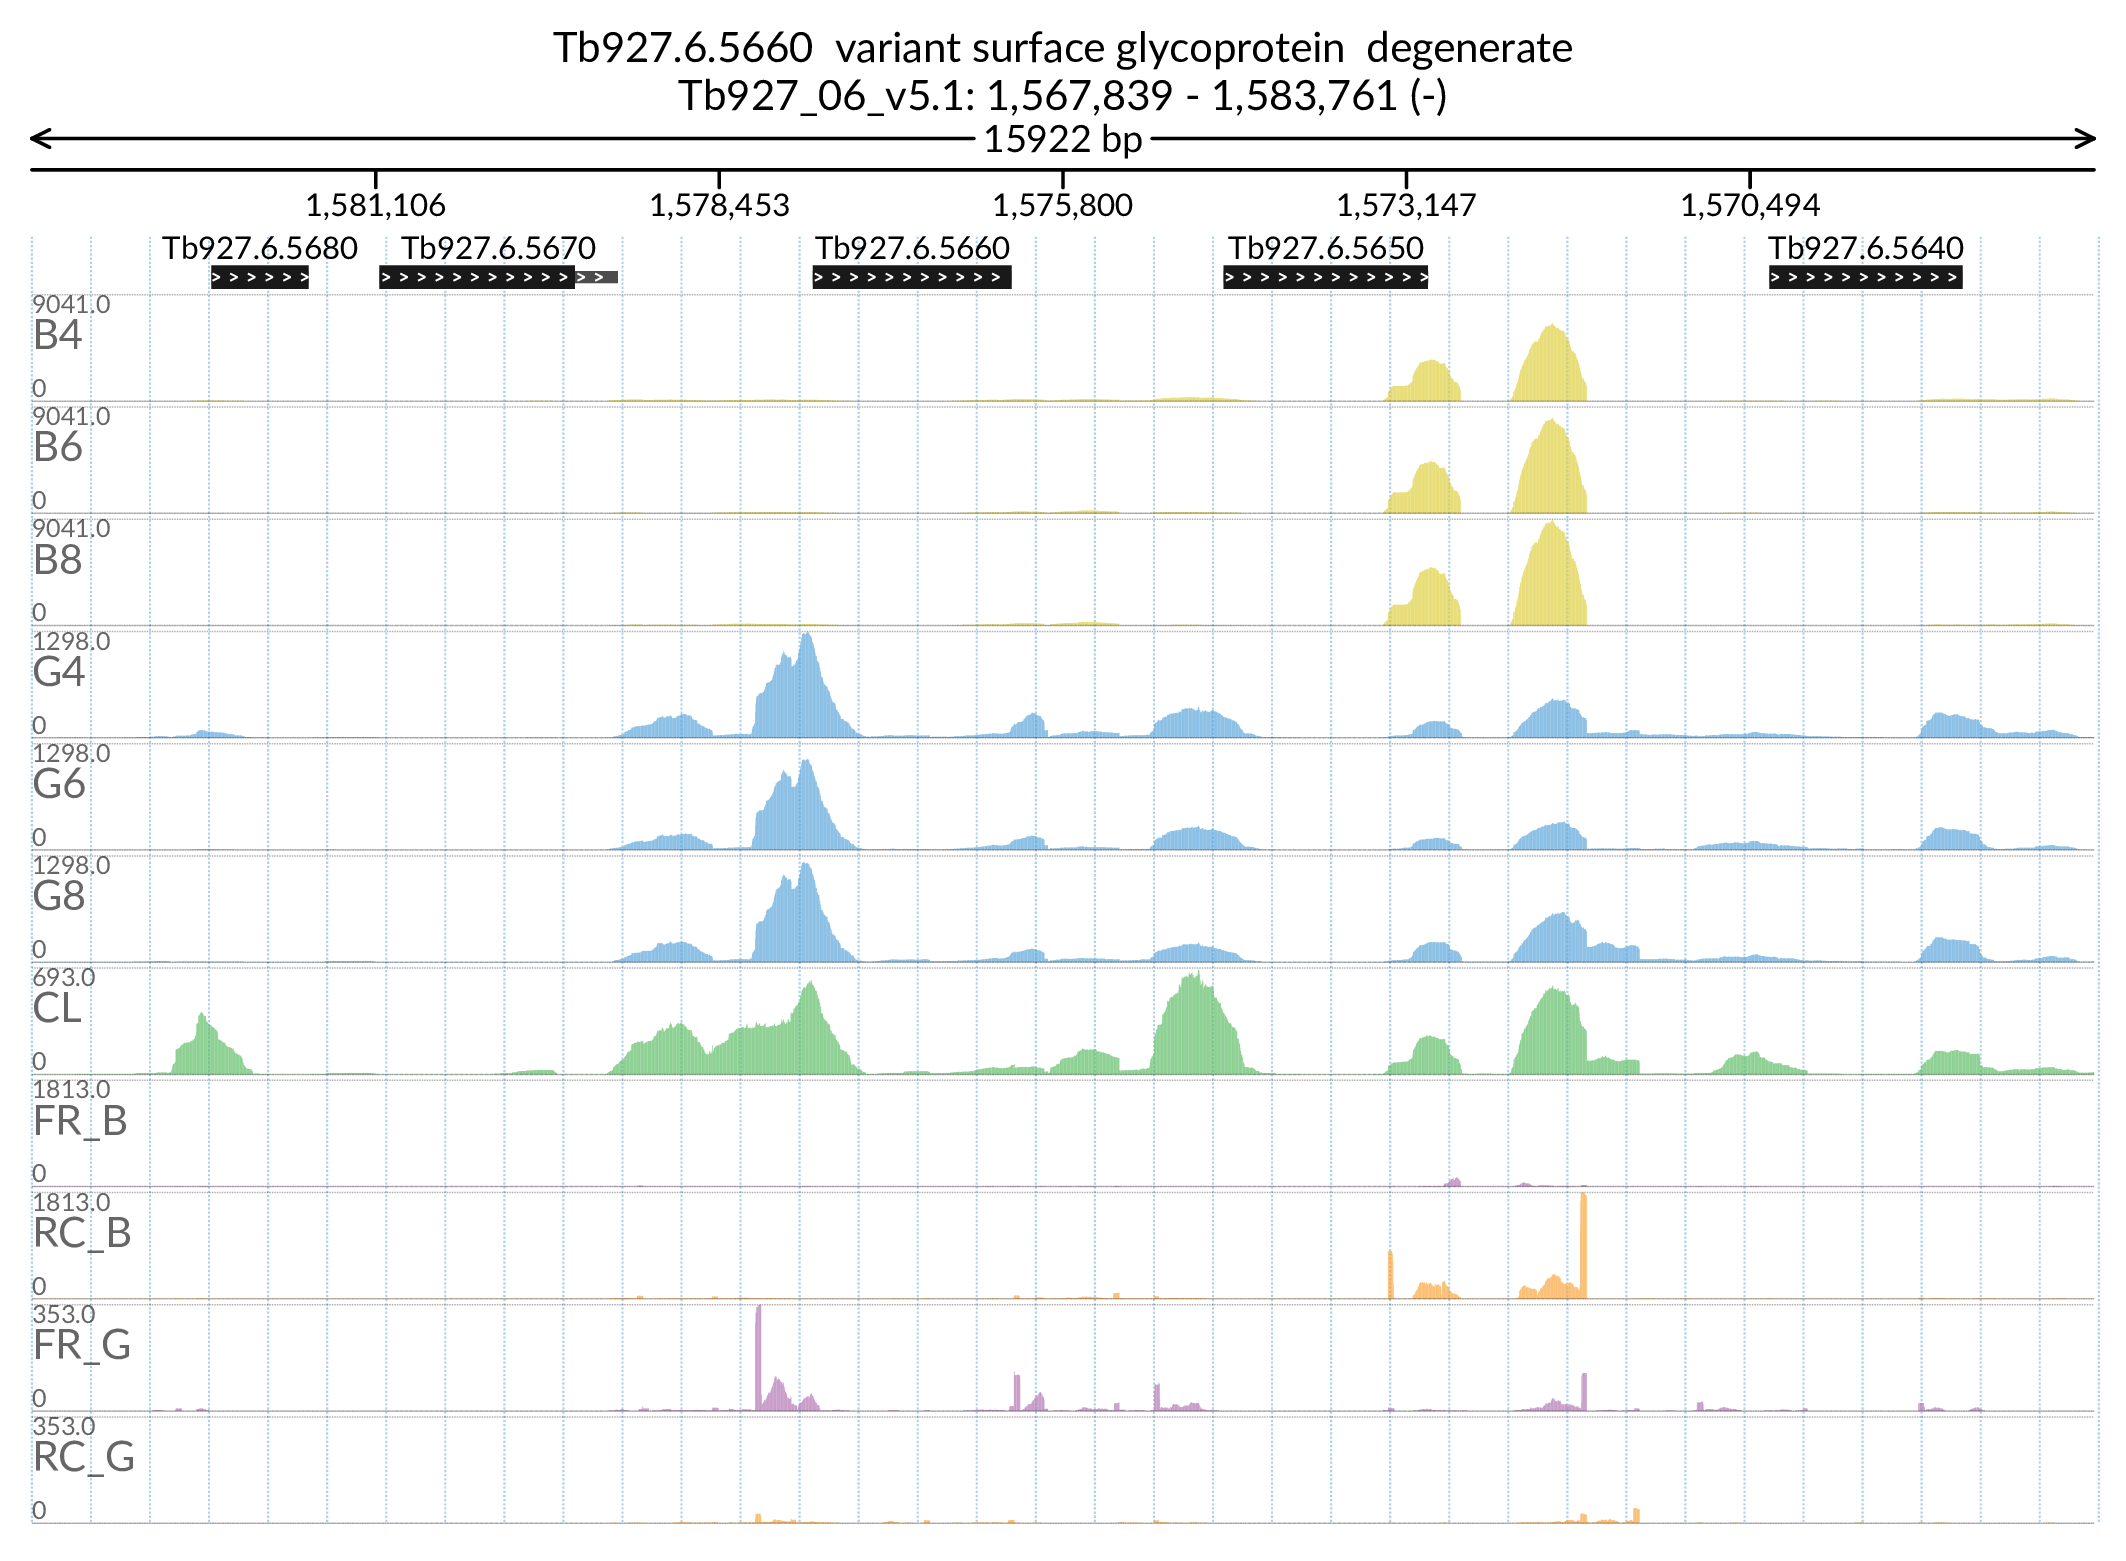 Tb927.6.5660 variant surface glycoprotein degenerate
Tb927_06_v5.1: 1,567,839 - 1,583,761 (-)
15922 bp
1,581,106 1,578,453 1,575,800 1,573,147 1,570,494
Tb927.6.5680 Tb927.6.5670 Tb927.6.5660 Tb927.6.5650 Tb927.6.5640
9041.0
B4
0
9041.0
B6
0
9041.0
B8
0
1298.0
G4
0
1298.0
G6
0
1298.0
G8
0
693.0
CL
0
1813.0
FR_B
0
1813.0
RC_B
0
353.0
FR_G
0
353.0
RC_G
0